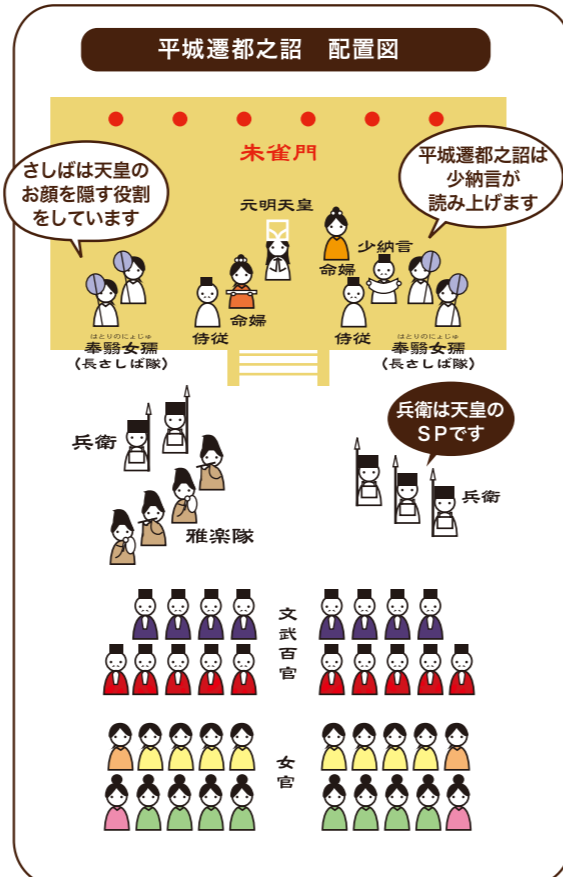 平城遷都之詔　配置図
朱雀門
さしばは天皇の
お顔を隠す役割
をしています
平城遷都之詔は
少納言が
読み上げます
元明天皇
命婦
少納言
命婦
侍従
侍従
はとりのにょじゅ
奉翳女孺
（長さしば隊）
はとりのにょじゅ
奉翳女孺
（長さしば隊）
兵衛
兵衛は天皇の
ＳＰです
兵衛
雅楽隊
文武百官
女官